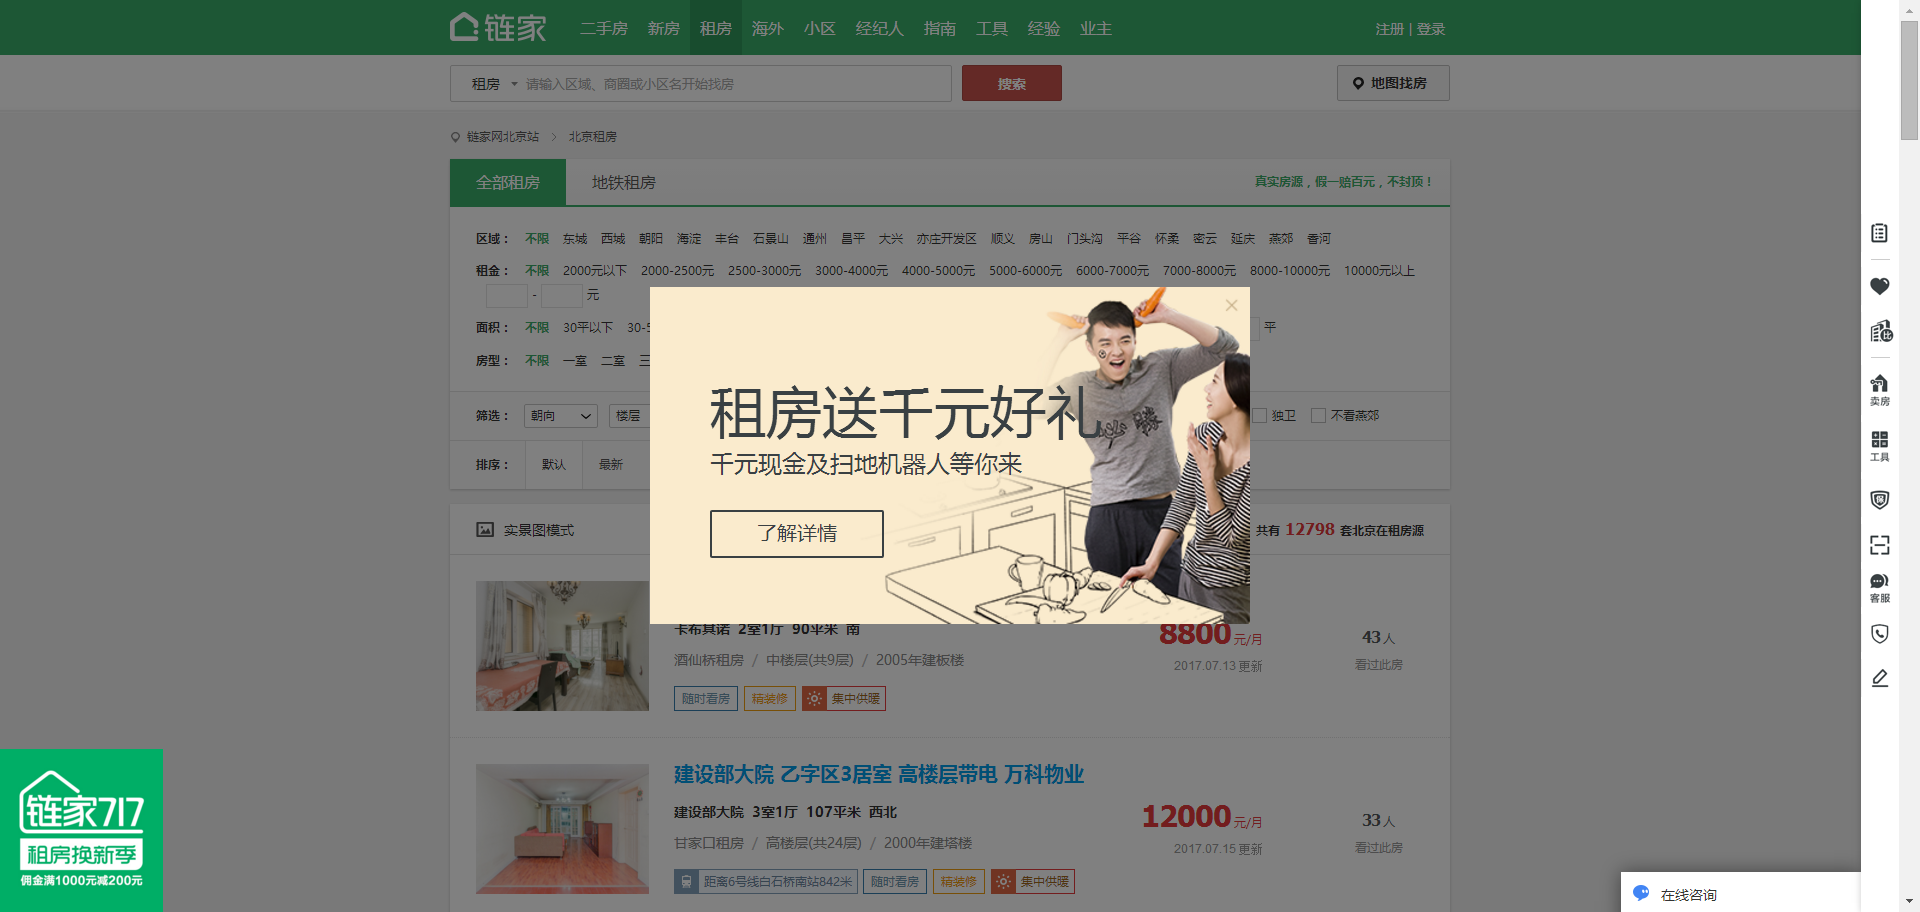 链家
二手房 新房 租房 海外 小区 经纪人 指南 工具 经验 业主
注册 | 登录
租房 请输入区域、商圈或小区名开始找房
搜索
地图找房
链家网北京站 > 北京租房
全部租房 地铁租房
真实房源，假一赔百元，不封顶！
区域： 不限 东城 西城 朝阳 海淀 丰台 石景山 通州 昌平 大兴 亦庄开发区 顺义 房山 门头沟 平谷 怀柔 密云 延庆 燕郊 香河
租金： 不限 2000元以下 2000-2500元 2500-3000元 3000-4000元 4000-5000元 5000-6000元 6000-7000元 7000-8000元 8000-10000元 10000元以上
- 元
面积： 不限 30平以下 平
房型： 不限 一室 二室
筛选： 朝向 楼层 独卫 不看燕郊
排序： 默认 最新
租房送千元好礼
千元现金及扫地机器人等你来
了解详情
实景图模式
共有 12798 套北京在租房源
卡布其诺 2室1厅 90平米 南
酒仙桥租房 / 中楼层(共9层) / 2005年建板楼
随时看房 精装修 集中供暖
8800元/月
2017.07.13 更新
43人
看过此房
建设部大院 乙字区3居室 高楼层带电 万科物业
建设部大院 3室1厅 107平米 西北
甘家口租房 / 高楼层(共24层) / 2000年建塔楼
距离6号线白石桥南站842米 随时看房 精装修 集中供暖
12000元/月
2017.07.15 更新
33人
看过此房
卖房
工具
客服
链家717
租房换新季
佣金满1000元减200元
在线咨询